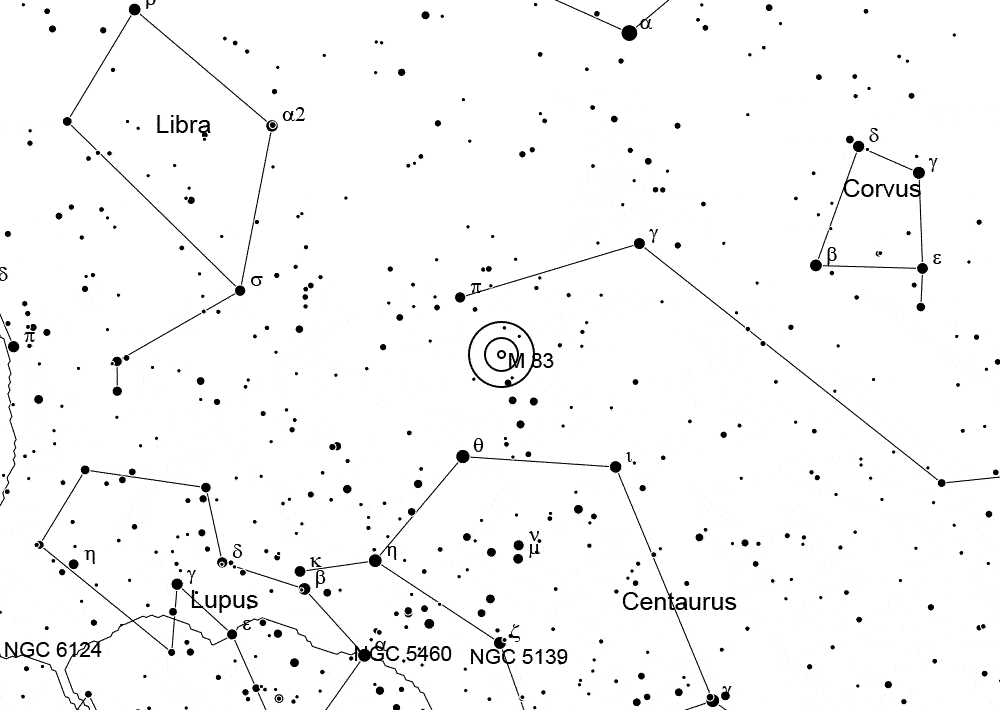 β
α
Libra
α2
δ
γ
Corvus
γ
β
ε
δ
σ
π
π
M 83
θ
ι
ν
μ
η
δ
κ
β
η
γ
Lupus
ε
Centaurus
ζ
α
NGC 6124
NGC 5460
NGC 5139
γ